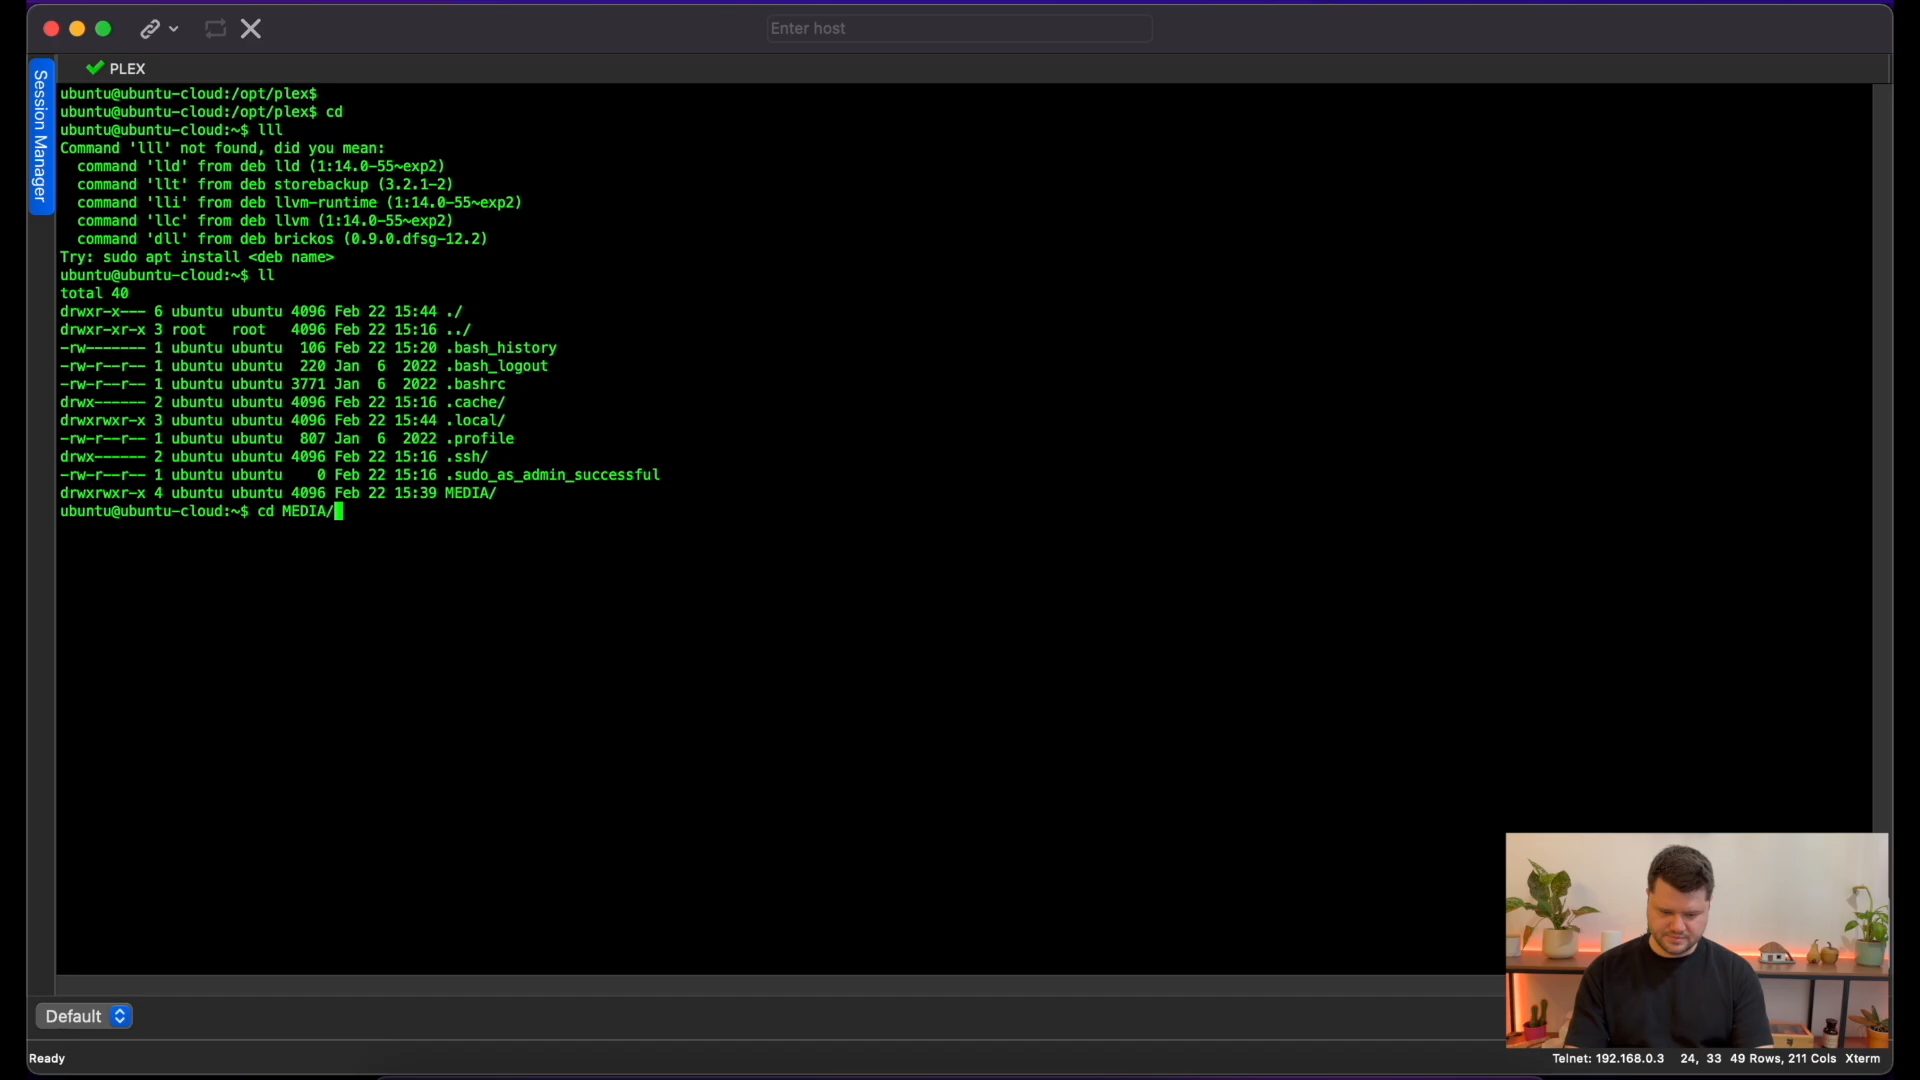 Enter host
PLEX
Session Manager
ubuntu@ubuntu-cloud:/opt/plex$
ubuntu@ubuntu-cloud:/opt/plex$ cd
ubuntu@ubuntu-cloud:~$ lll
Command 'lll' not found, did you mean:
  command 'lld' from deb lld (1:14.0-55~exp2)
  command 'llt' from deb storebackup (3.2.1-2)
  command 'lli' from deb llvm-runtime (1:14.0-55~exp2)
  command 'llc' from deb llvm (1:14.0-55~exp2)
  command 'dll' from deb brickos (0.9.0.dfsg-12.2)
Try: sudo apt install <deb name>
ubuntu@ubuntu-cloud:~$ ll
total 40
drwxr-x--- 6 ubuntu ubuntu 4096 Feb 22 15:44 ./
drwxr-xr-x 3 root   root   4096 Feb 22 15:16 ../
-rw------- 1 ubuntu ubuntu  106 Feb 22 15:20 .bash_history
-rw-r--r-- 1 ubuntu ubuntu  220 Jan  6  2022 .bash_logout
-rw-r--r-- 1 ubuntu ubuntu 3771 Jan  6  2022 .bashrc
drwx------ 2 ubuntu ubuntu 4096 Feb 22 15:16 .cache/
drwxrwxr-x 3 ubuntu ubuntu 4096 Feb 22 15:44 .local/
-rw-r--r-- 1 ubuntu ubuntu  807 Jan  6  2022 .profile
drwx------ 2 ubuntu ubuntu 4096 Feb 22 15:16 .ssh/
-rw-r--r-- 1 ubuntu ubuntu    0 Feb 22 15:16 .sudo_as_admin_successful
drwxrwxr-x 4 ubuntu ubuntu 4096 Feb 22 15:39 MEDIA/
ubuntu@ubuntu-cloud:~$ cd MEDIA/
Default
Ready
Telnet: 192.168.0.3 24, 33 49 Rows, 211 Cols Xterm